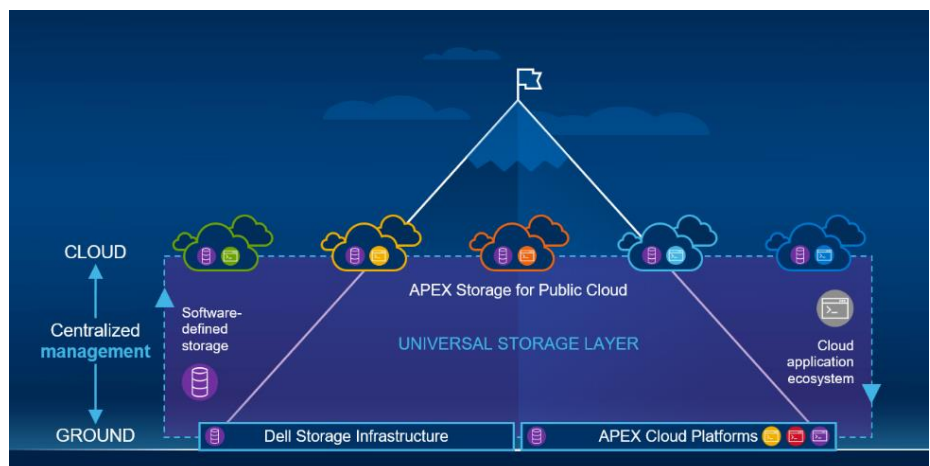 CLOUD
Centralized
management
GROUND
Software-
defined
storage
APEX Storage for Public Cloud
UNIVERSAL STORAGE LAYER
Cloud
application
ecosystem
Dell Storage Infrastructure
APEX Cloud Platforms